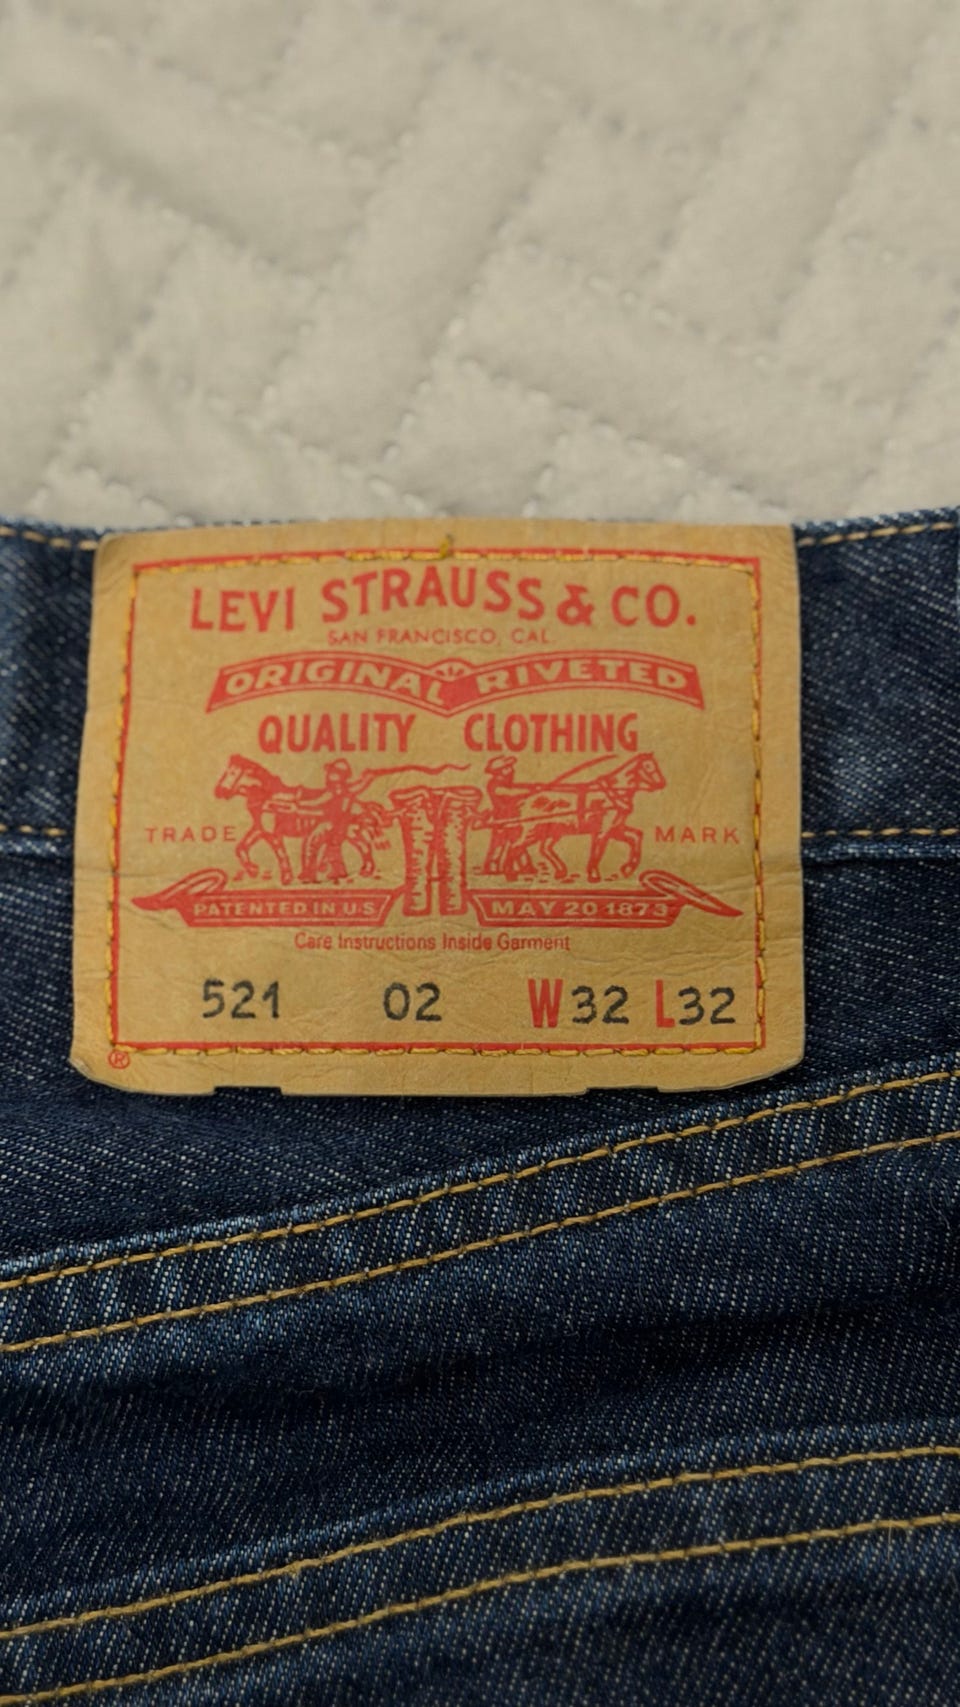 LEVI STRAUSS & CO.
SAN FRANCISCO, CAL.
ORIGINAL RIVETED
QUALITY CLOTHING
TRADE MARK
PATENTED IN U.S. MAY 20 1873
Care Instructions Inside Garment
521 02 W32 L32
®